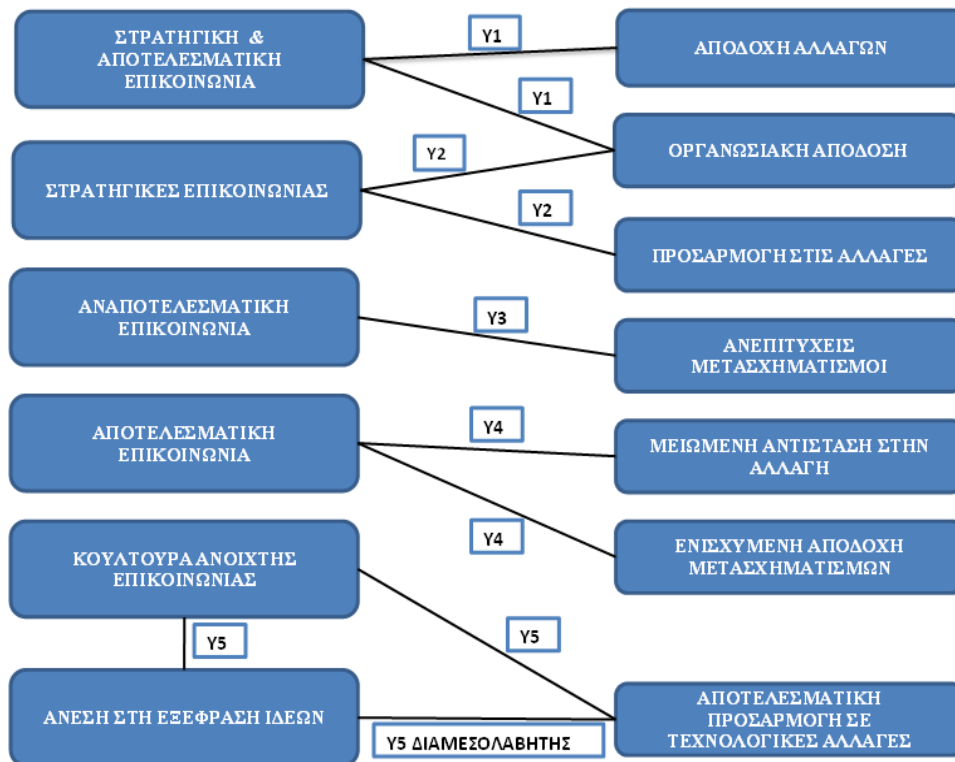 ΣΤΡΑΤΗΓΙΚΗ &
ΑΠΟΤΕΛΕΣΜΑΤΙΚΗ
ΕΠΙΚΟΙΝΩΝΙΑ
Υ1
ΑΠΟΔΟΧΗ ΑΛΛΑΓΩΝ
Υ1
ΟΡΓΑΝΩΣΙΑΚΗ ΑΠΟΔΟΣΗ
Υ2
ΣΤΡΑΤΗΓΙΚΕΣ ΕΠΙΚΟΙΝΩΝΙΑΣ
Υ2
ΠΡΟΣΑΡΜΟΓΗ ΣΤΙΣ ΑΛΛΑΓΕΣ
ΑΝΑΠΟΤΕΛΕΣΜΑΤΙΚΗ
ΕΠΙΚΟΙΝΩΝΙΑ
Υ3
ΑΝΕΠΙΤΥΧΕΙΣ
ΜΕΤΑΣΧΗΜΑΤΙΣΜΟΙ
ΑΠΟΤΕΛΕΣΜΑΤΙΚΗ
ΕΠΙΚΟΙΝΩΝΙΑ
Υ4
ΜΕΙΩΜΕΝΗ ΑΝΤΙΣΤΑΣΗ ΣΤΗΝ
ΑΛΛΑΓΗ
Υ4
ΕΝΙΣΧΥΜΕΝΗ ΑΠΟΔΟΧΗ
ΜΕΤΑΣΧΗΜΑΤΙΣΜΩΝ
ΚΟΥΛΤΟΥΡΑ ΑΝΟΙΧΤΗΣ
ΕΠΙΚΟΙΝΩΝΙΑΣ
Υ5
Υ5
ΑΝΕΣΗ ΣΤΗ ΕΞΕΦΡΑΣΗ ΙΔΕΩΝ
Υ5 ΔΙΑΜΕΣΟΛΑΒΗΤΗΣ
ΑΠΟΤΕΛΕΣΜΑΤΙΚΗ
ΠΡΟΣΑΡΜΟΓΗ ΣΕ
ΤΕΧΝΟΛΟΓΙΚΕΣ ΑΛΛΑΓΕΣ